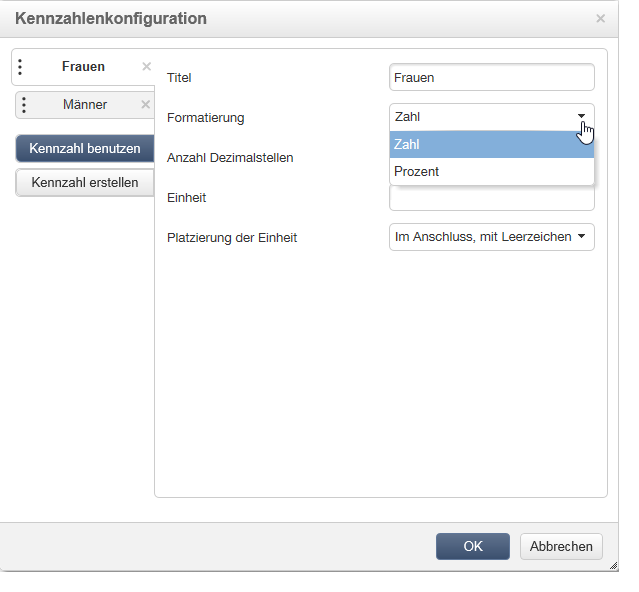 Kennzahlenkonfiguration
Frauen
Männer
Kennzahl benutzen
Kennzahl erstellen
Titel
Frauen
Formatierung
Zahl
Zahl
Prozent
Anzahl Dezimalstellen
Einheit
Platzierung der Einheit
Im Anschluss, mit Leerzeichen
OK
Abbrechen